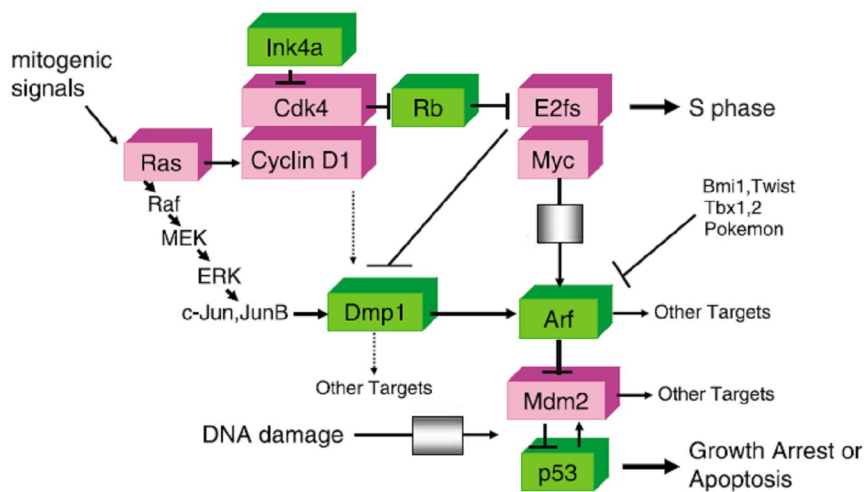 Ink4a
mitogenic
signals
Cdk4
Rb
E2fs
S phase
Ras
Cyclin D1
Myc
Raf
MEK
ERK
c-Jun,JunB
Bmi1,Twist
Tbx1,2
Pokemon
Dmp1
Arf
Other Targets
Other Targets
Mdm2
Other Targets
DNA damage
p53
Growth Arrest or
Apoptosis